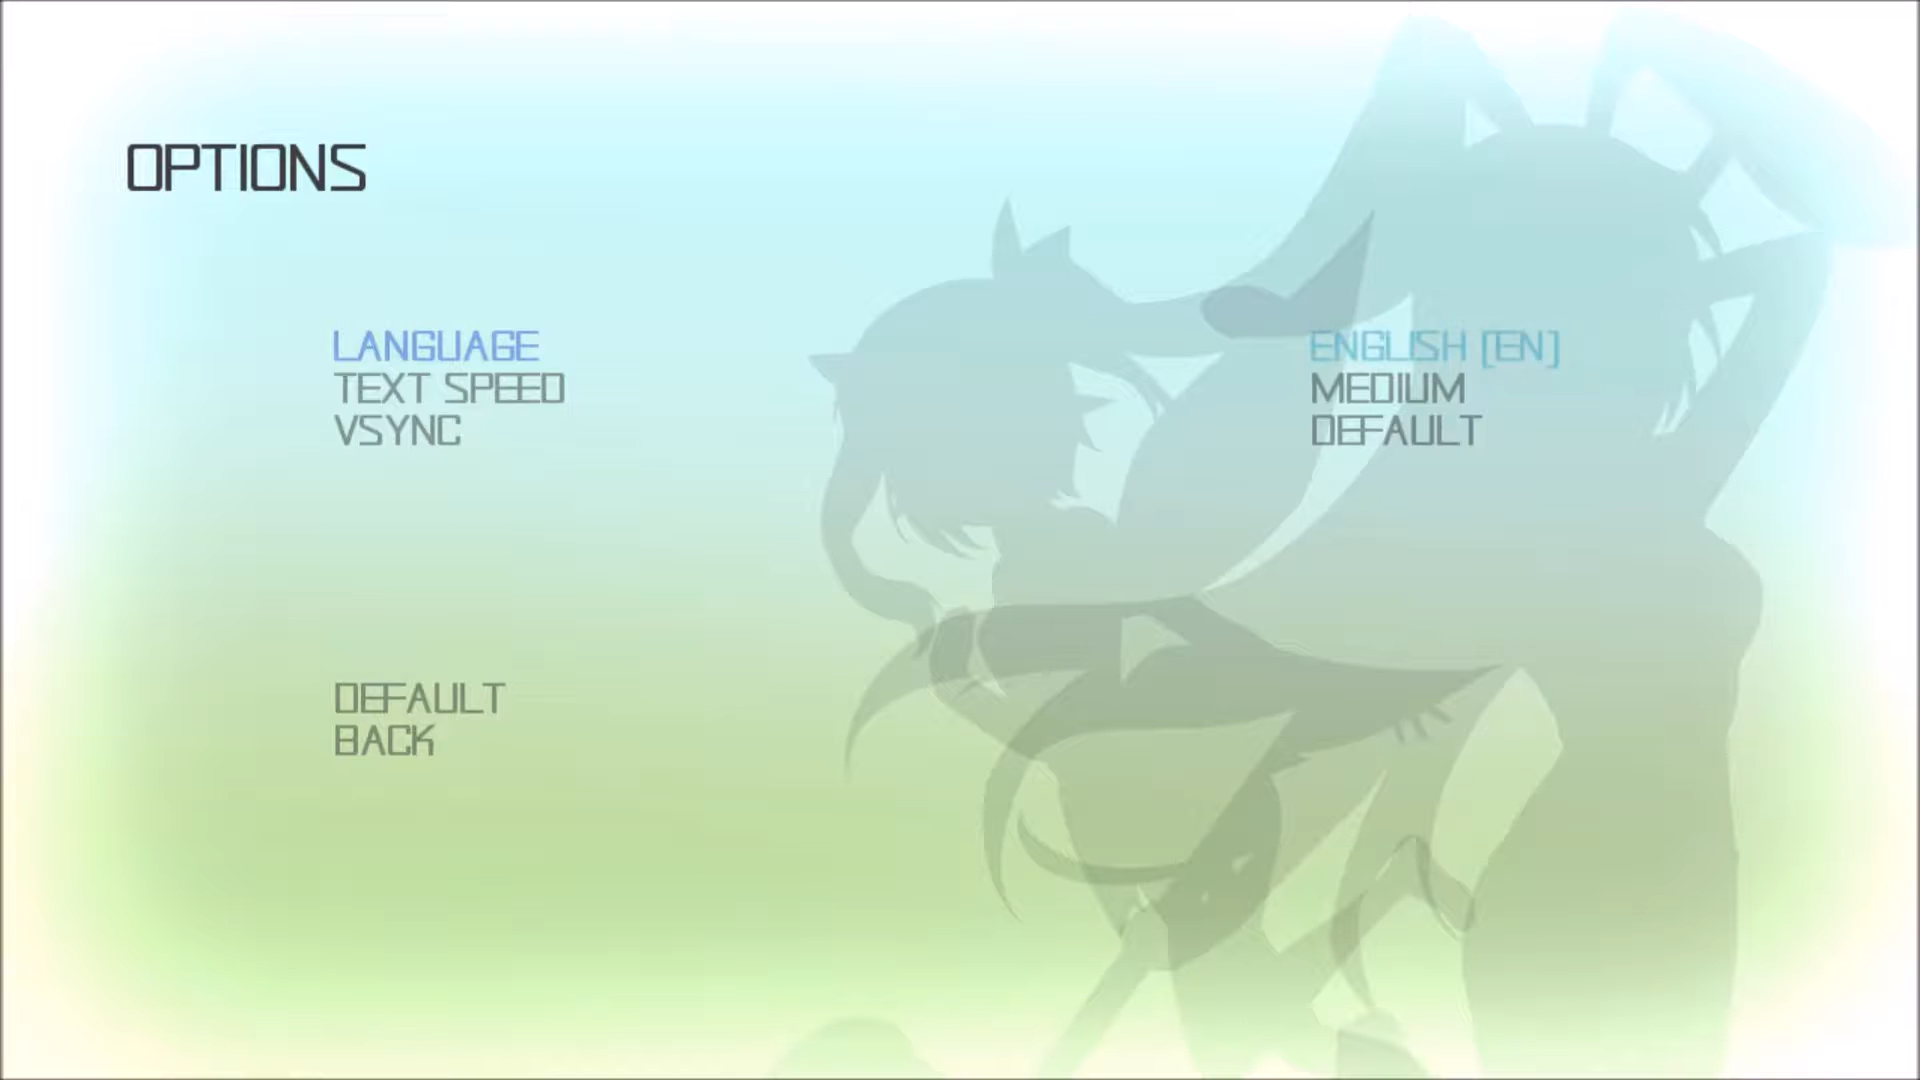 OPTIONS
LANGUAGE ENGLISH [EN]
TEXT SPEED MEDIUM
VSYNC DEFAULT
DEFAULT
BACK